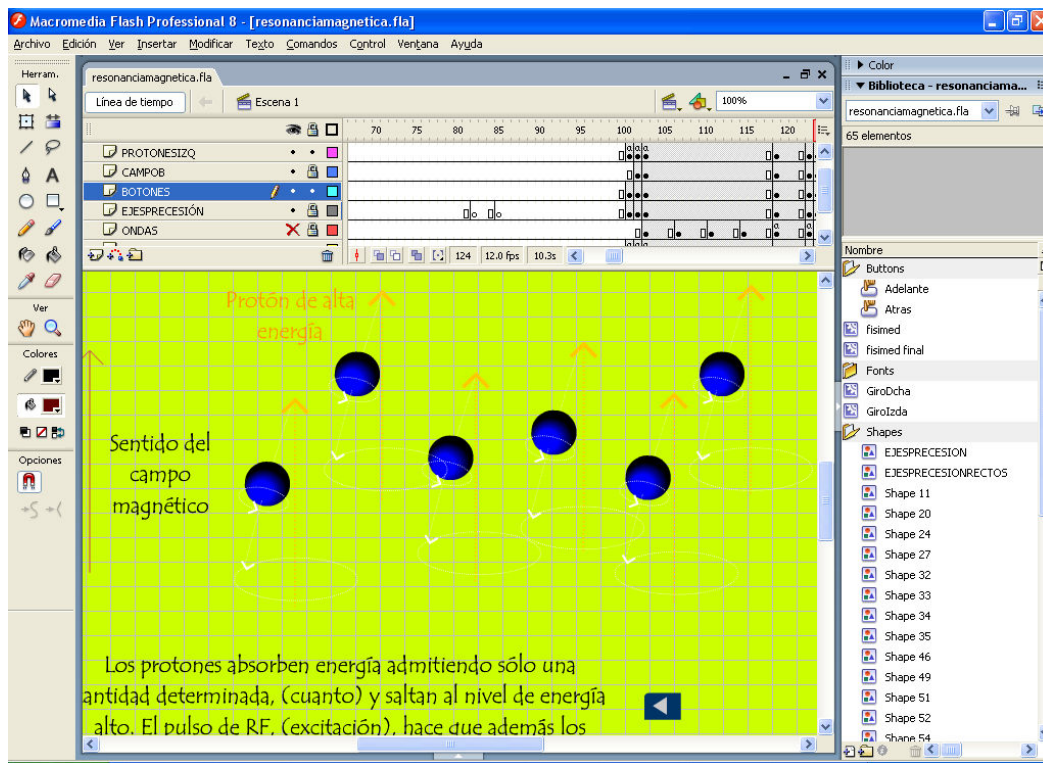 Macromedia Flash Professional 8 - [resonanciamagnetica.fla]
Archivo Edición Ver Insertar Modificar Texto Comandos Control Ventana Ayuda
Herram.
Ver
Colores
Opciones
resonanciamagnetica.fla
Línea de tiempo Escena 1 100%
70 75 80 85 90 95 100 105 110 115 120
PROTONESIZQ
CAMPOB
BOTONES
EJESPRECESIÓN
ONDAS
124 12.0 fps 10.3s
Protón de alta
energía
Sentido del
campo
magnético
Los protones absorben energía admitiendo sólo una
antidad determinada, (cuanto) y saltan al nivel de energía
alto. El pulso de RF, (excitación), hace que además los
Color
Biblioteca - resonanciama...
resonanciamagnetica.fla
65 elementos
Nombre
Buttons
Adelante
Atras
fisimed
fisimed final
Fonts
GiroDcha
GiroIzda
Shapes
EJESPRECESION
EJESPRECESIONRECTOS
Shape 11
Shape 20
Shape 24
Shape 27
Shape 32
Shape 33
Shape 34
Shape 35
Shape 46
Shape 49
Shape 51
Shape 52
Shape 54